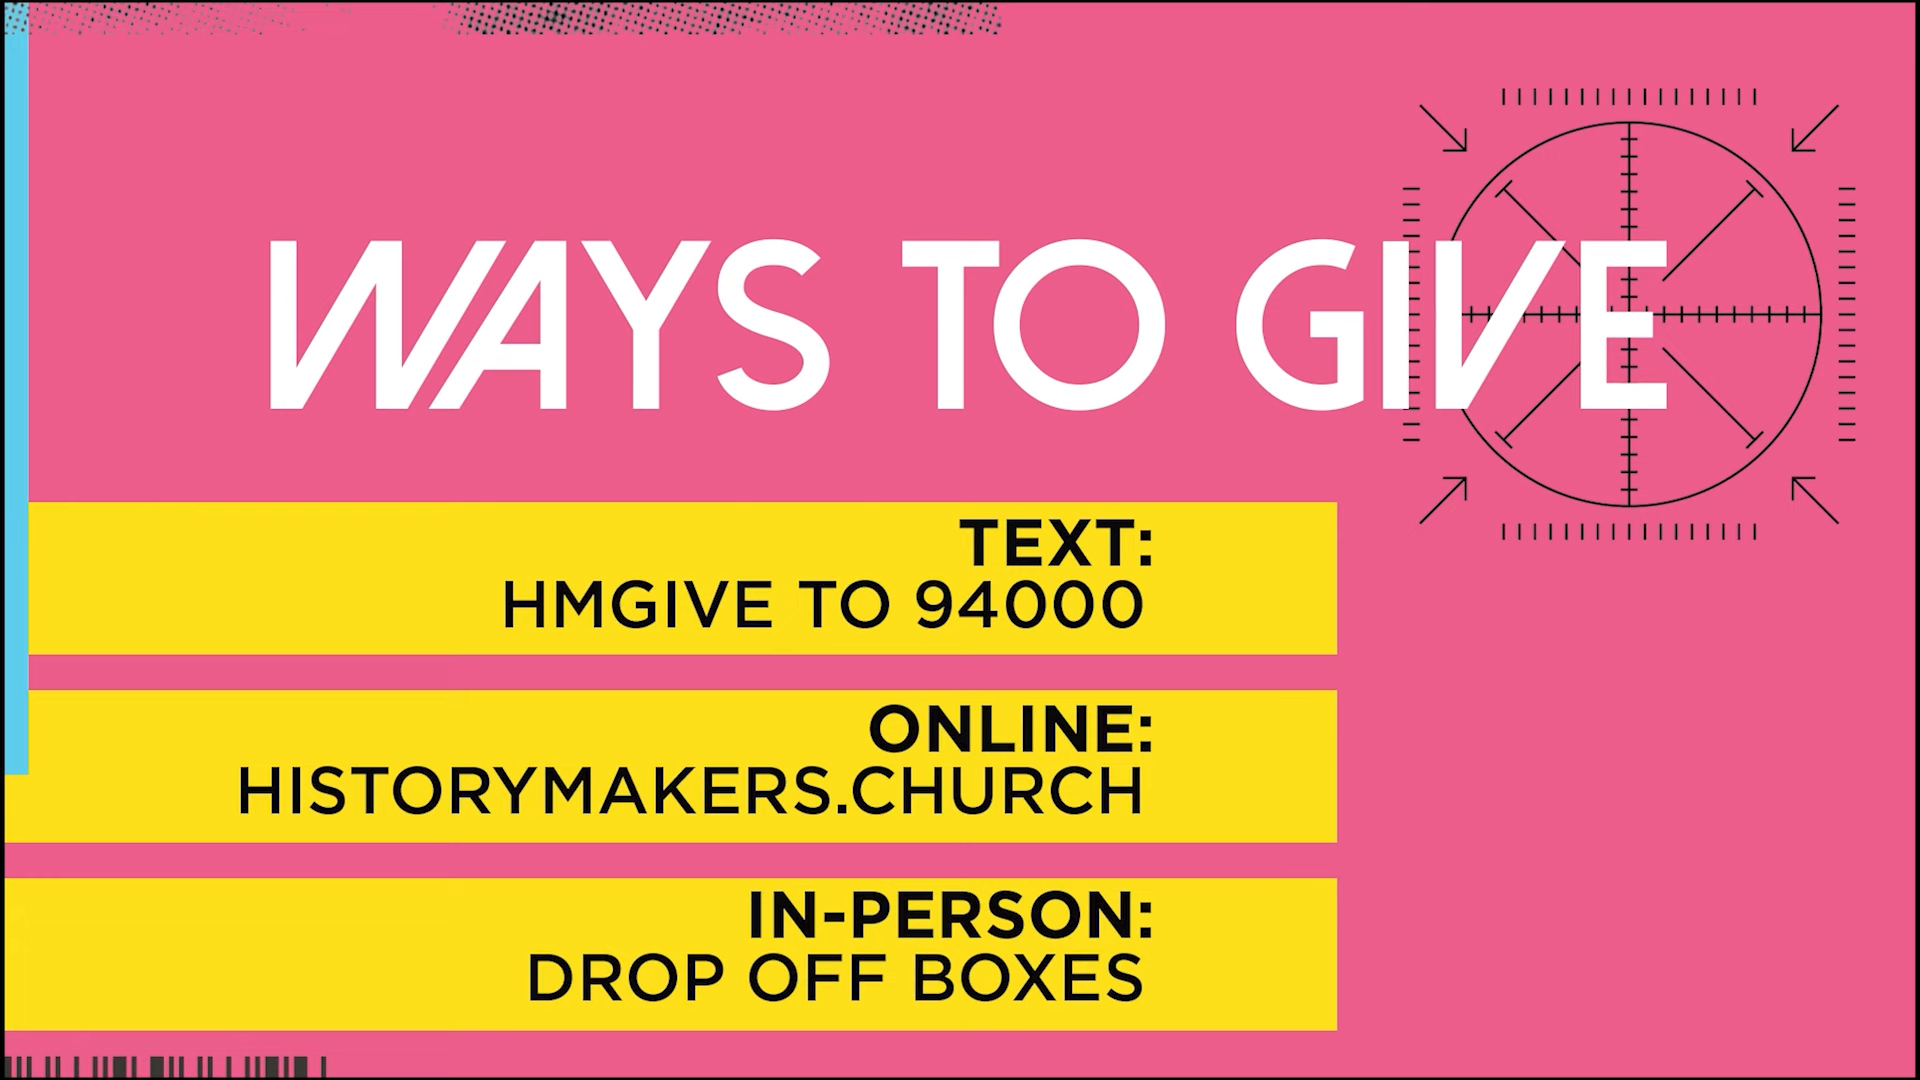 WAYS TO GIVE
TEXT:
HMGIVE TO 94000
ONLINE:
HISTORYMAKERS.CHURCH
IN-PERSON:
DROP OFF BOXES